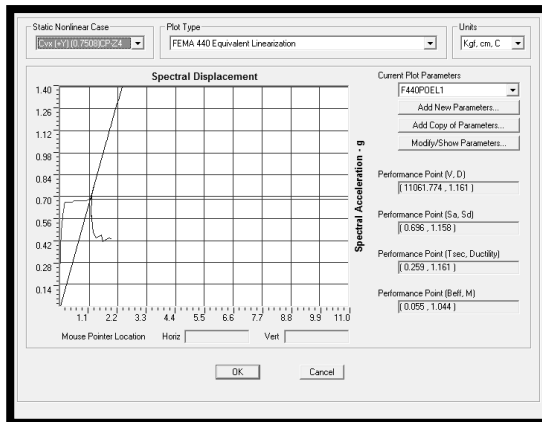 Static Nonlinear Case
Plot Type
Units
Cvx (+Y) (0.7508)CP-Z4
FEMA 440 Equivalent Linearization
Kgf, cm, C
Spectral Displacement
Current Plot Parameters
1.40
1.26
1.12
0.98
0.84
0.70
0.56
0.42
0.28
0.14
1.1 2.2 3.3 4.4 5.5 6.6 7.7 8.8 9.9 11.0
Spectral Acceleration - g
F440POEL1
Add New Parameters...
Add Copy of Parameters...
Modify/Show Parameters...
Performance Point (V, D)
( 11061.774 , 1.161 )
Performance Point (Sa, Sd)
( 0.696 , 1.158 )
Performance Point (Tsec, Ductility)
( 0.259 , 1.161 )
Performance Point (Beff, M)
( 0.055 , 1.044 )
Mouse Pointer Location Horiz Vert
OK Cancel